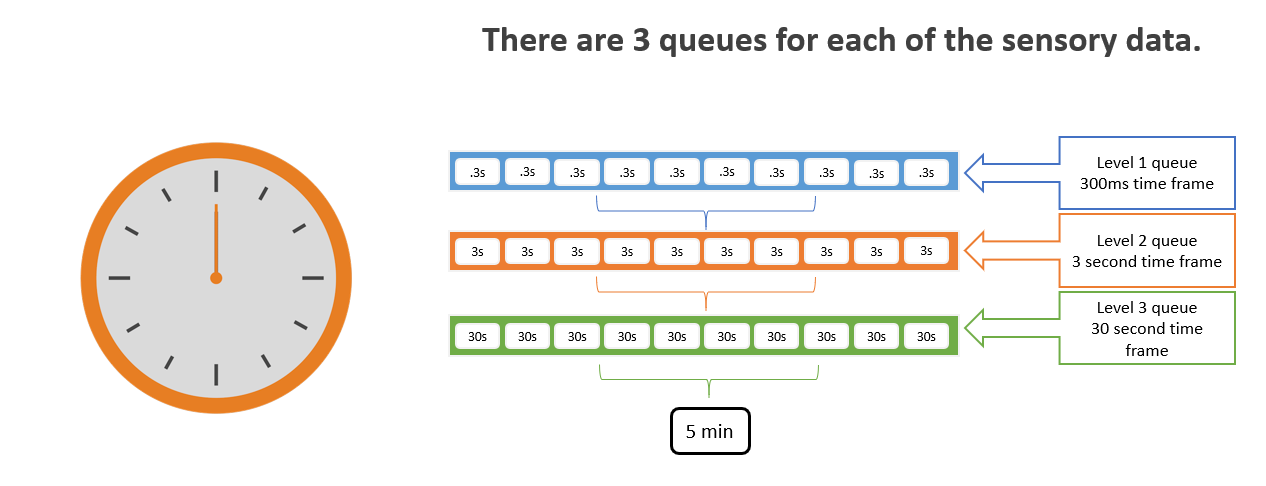 There are 3 queues for each of the sensory data.
.3s .3s .3s .3s .3s .3s .3s .3s .3s .3s
Level 1 queue
300ms time frame
3s 3s 3s 3s 3s 3s 3s 3s 3s 3s
Level 2 queue
3 second time frame
30s 30s 30s 30s 30s 30s 30s 30s 30s 30s
Level 3 queue
30 second time
frame
5 min